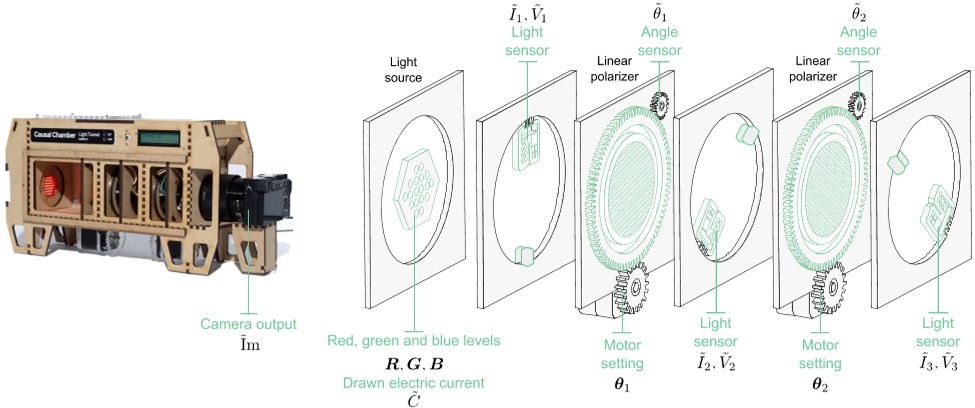 Causal Chamber
Light Tunnel
Camera output
Ĩm
Light
source
Red, green and blue levels
R, G, B
Drawn electric current
C̃
Ĩ₁, Ṽ₁
Light
sensor
Linear
polarizer
θ̃₁
Angle
sensor
Motor
setting
θ₁
Light
sensor
Ĩ₂, Ṽ₂
Linear
polarizer
θ̃₂
Angle
sensor
Motor
setting
θ₂
Light
sensor
Ĩ₃, Ṽ₃